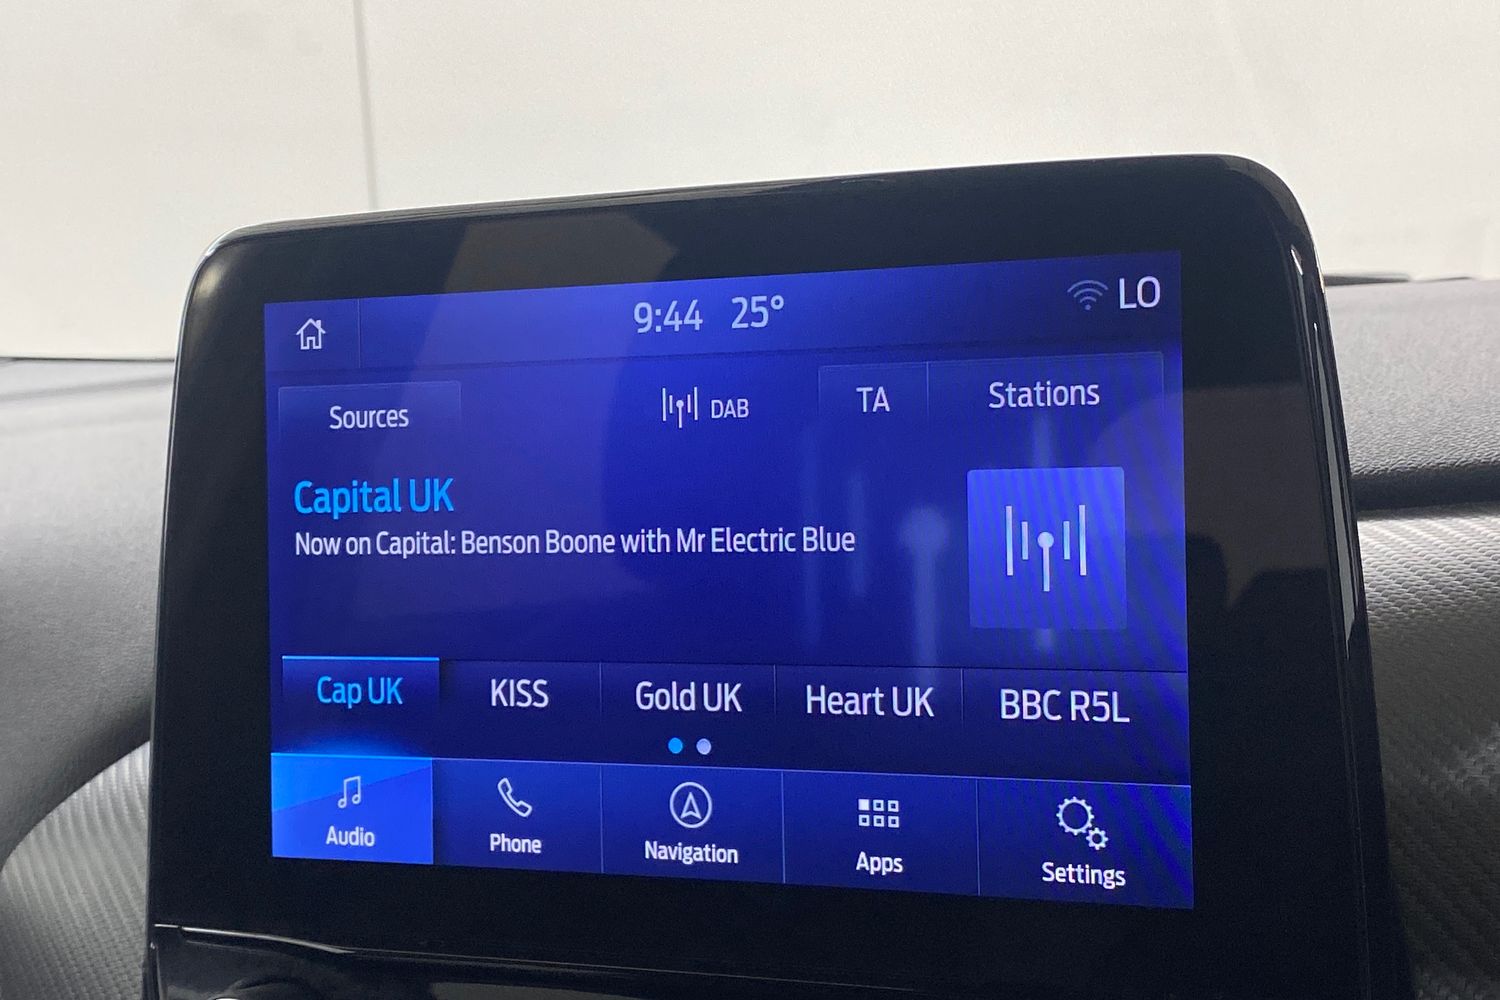 9:44 25°
LO
Sources
DAB
TA
Stations
Capital UK
Now on Capital: Benson Boone with Mr Electric Blue
Cap UK
KISS
Gold UK
Heart UK
BBC R5L
Audio
Phone
Navigation
Apps
Settings